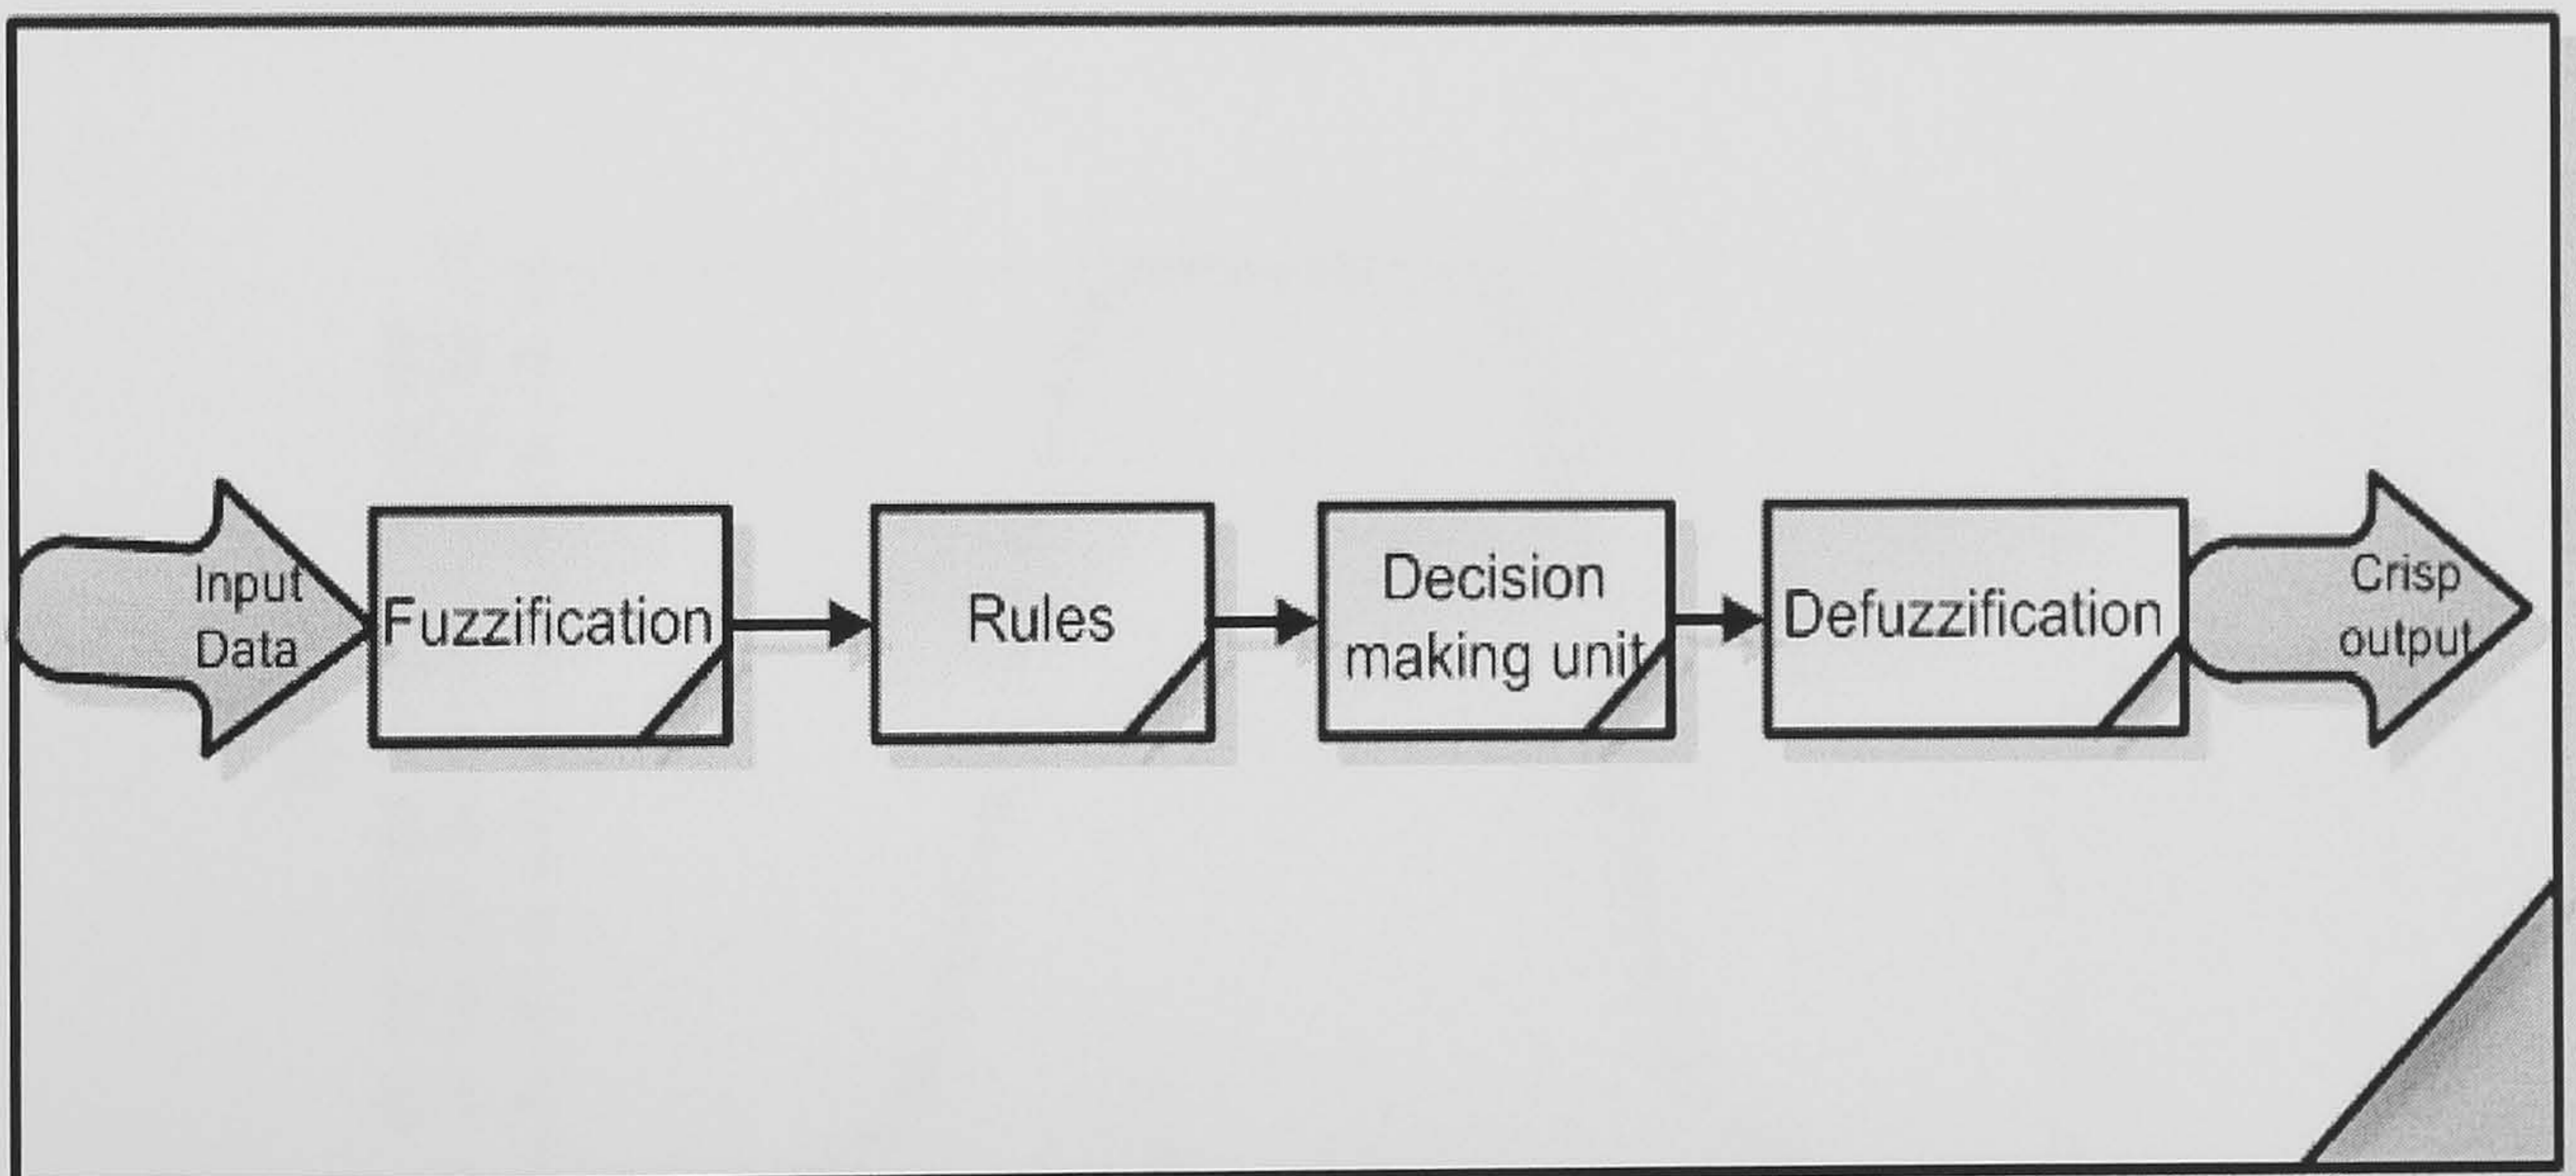 Input
Data
Fuzzification
Rules
Decision
making unit
Defuzzification
Crisp
output